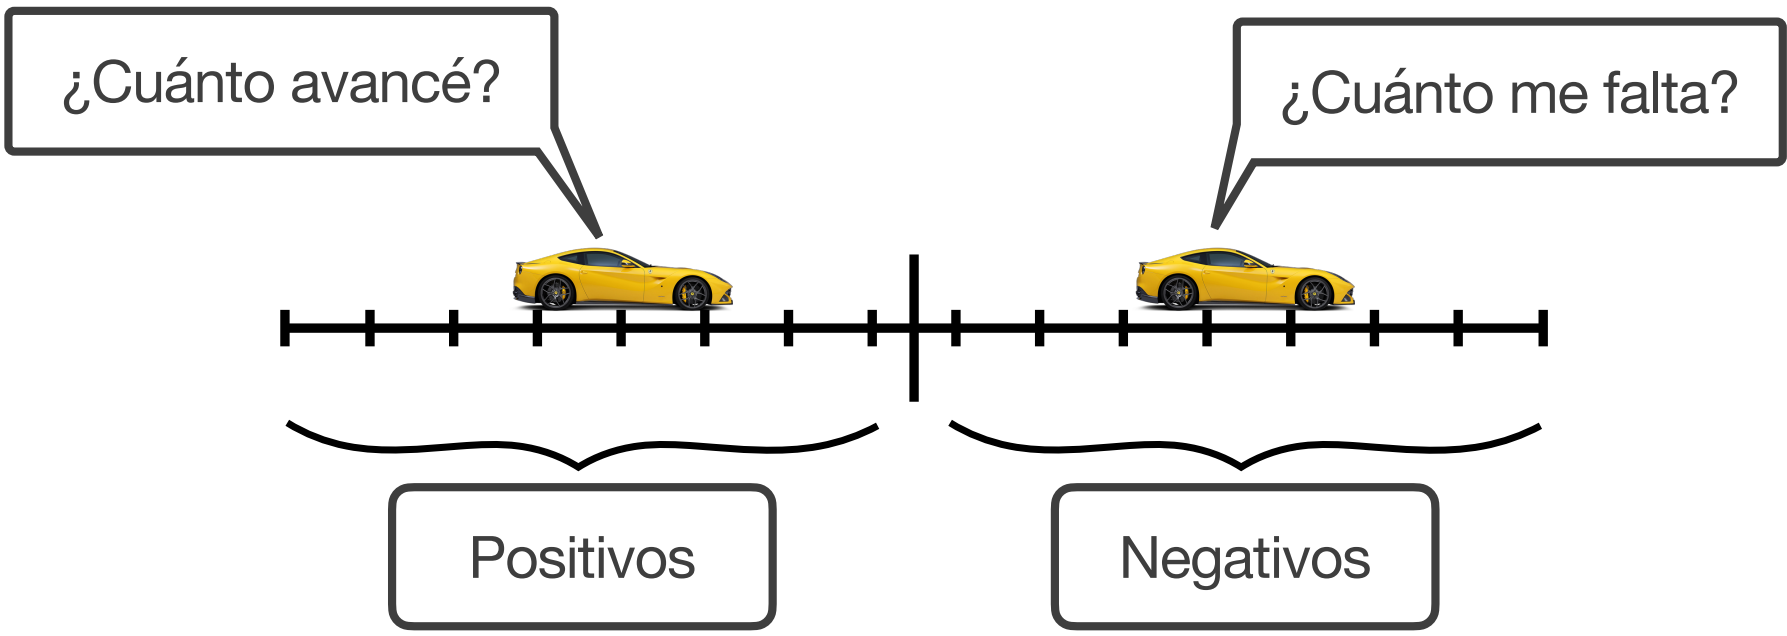 ¿Cuánto avancé?
¿Cuánto me falta?
Positivos
Negativos